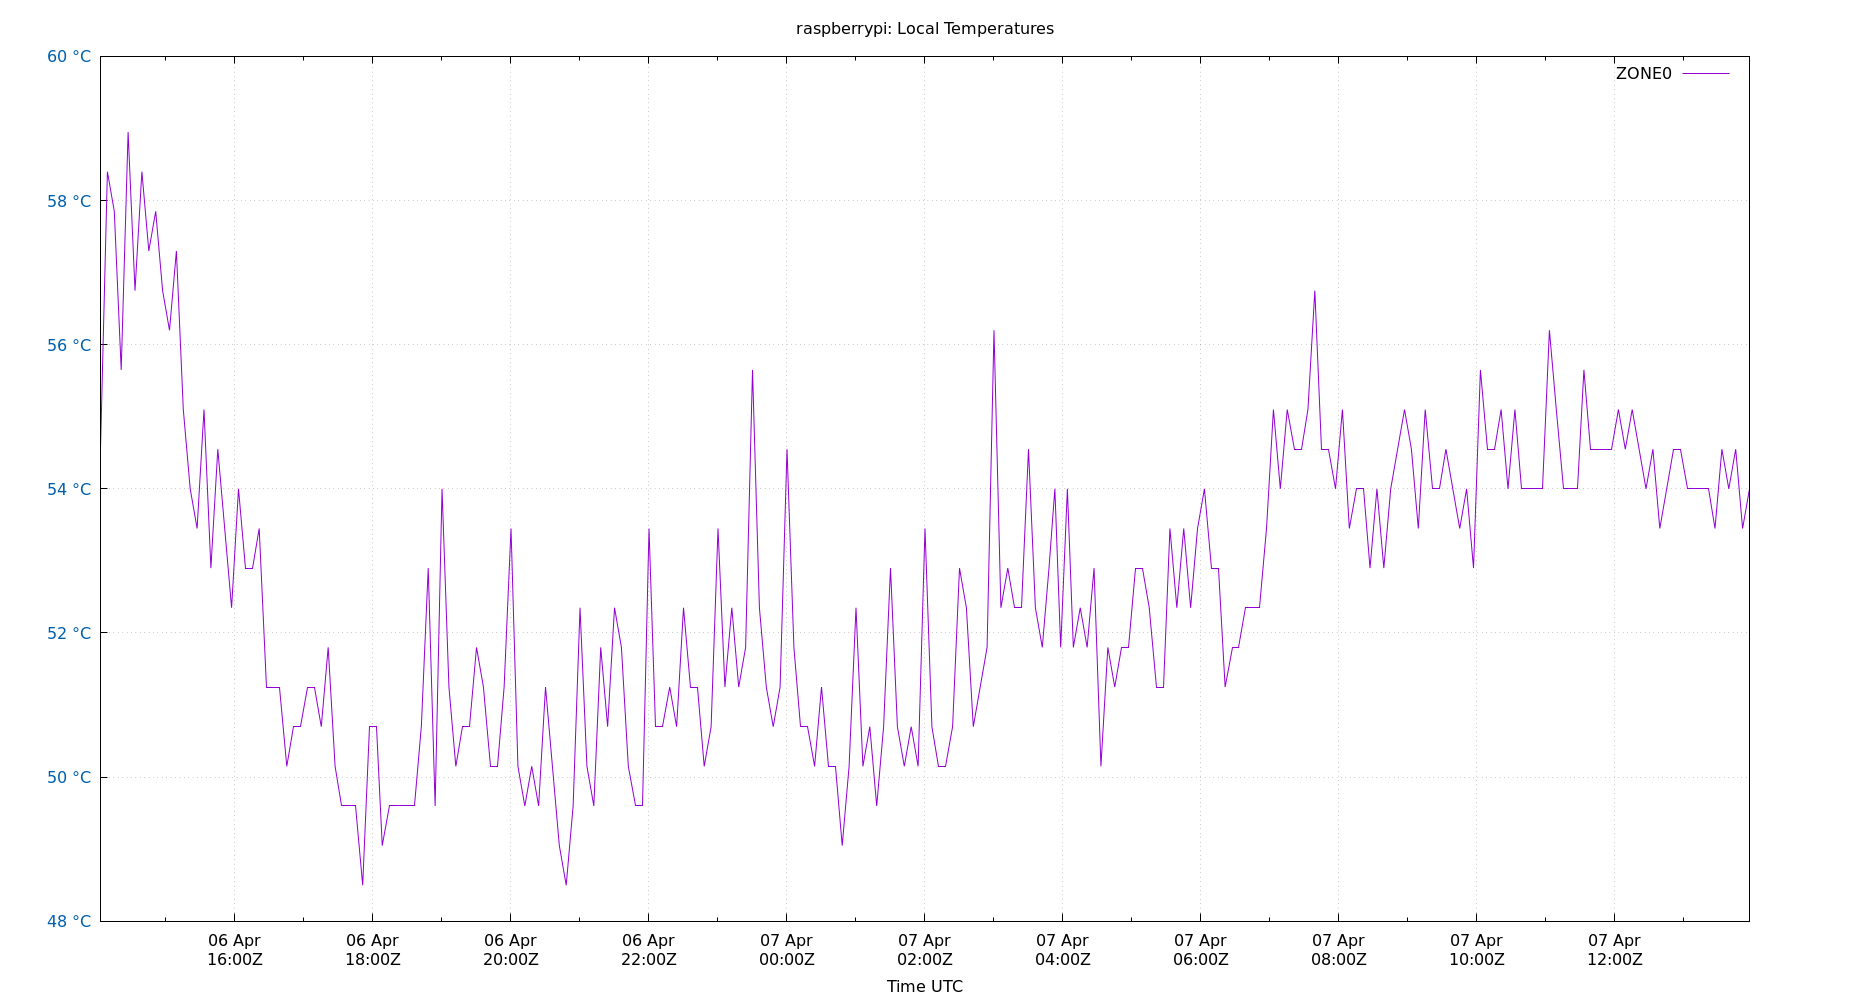 raspberrypi: Local Temperatures
60 °C
ZONE0
58 °C
56 °C
54 °C
52 °C
50 °C
48 °C
06 Apr 06 Apr 06 Apr 06 Apr 07 Apr 07 Apr 07 Apr 07 Apr 07 Apr 07 Apr 07 Apr
16:00Z 18:00Z 20:00Z 22:00Z 00:00Z 02:00Z 04:00Z 06:00Z 08:00Z 10:00Z 12:00Z
Time UTC